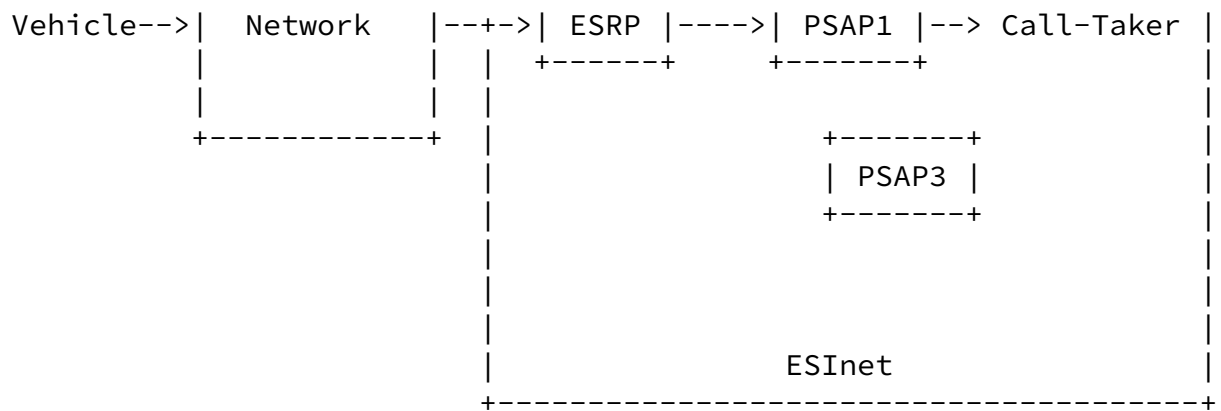 Vehicle-->|  Network   |--+->| ESRP |---->| PSAP1 |--> Call-Taker |
          |            |  |  +------+     +-------+               |
          |            |  |                                       |
          +------------+  |                 +-------+             |
                          |                 | PSAP3 |             |
                          |                 +-------+             |
                          |                                       |
                          |                                       |
                          |                                       |
                          |                ESInet                 |
                          +---------------------------------------+